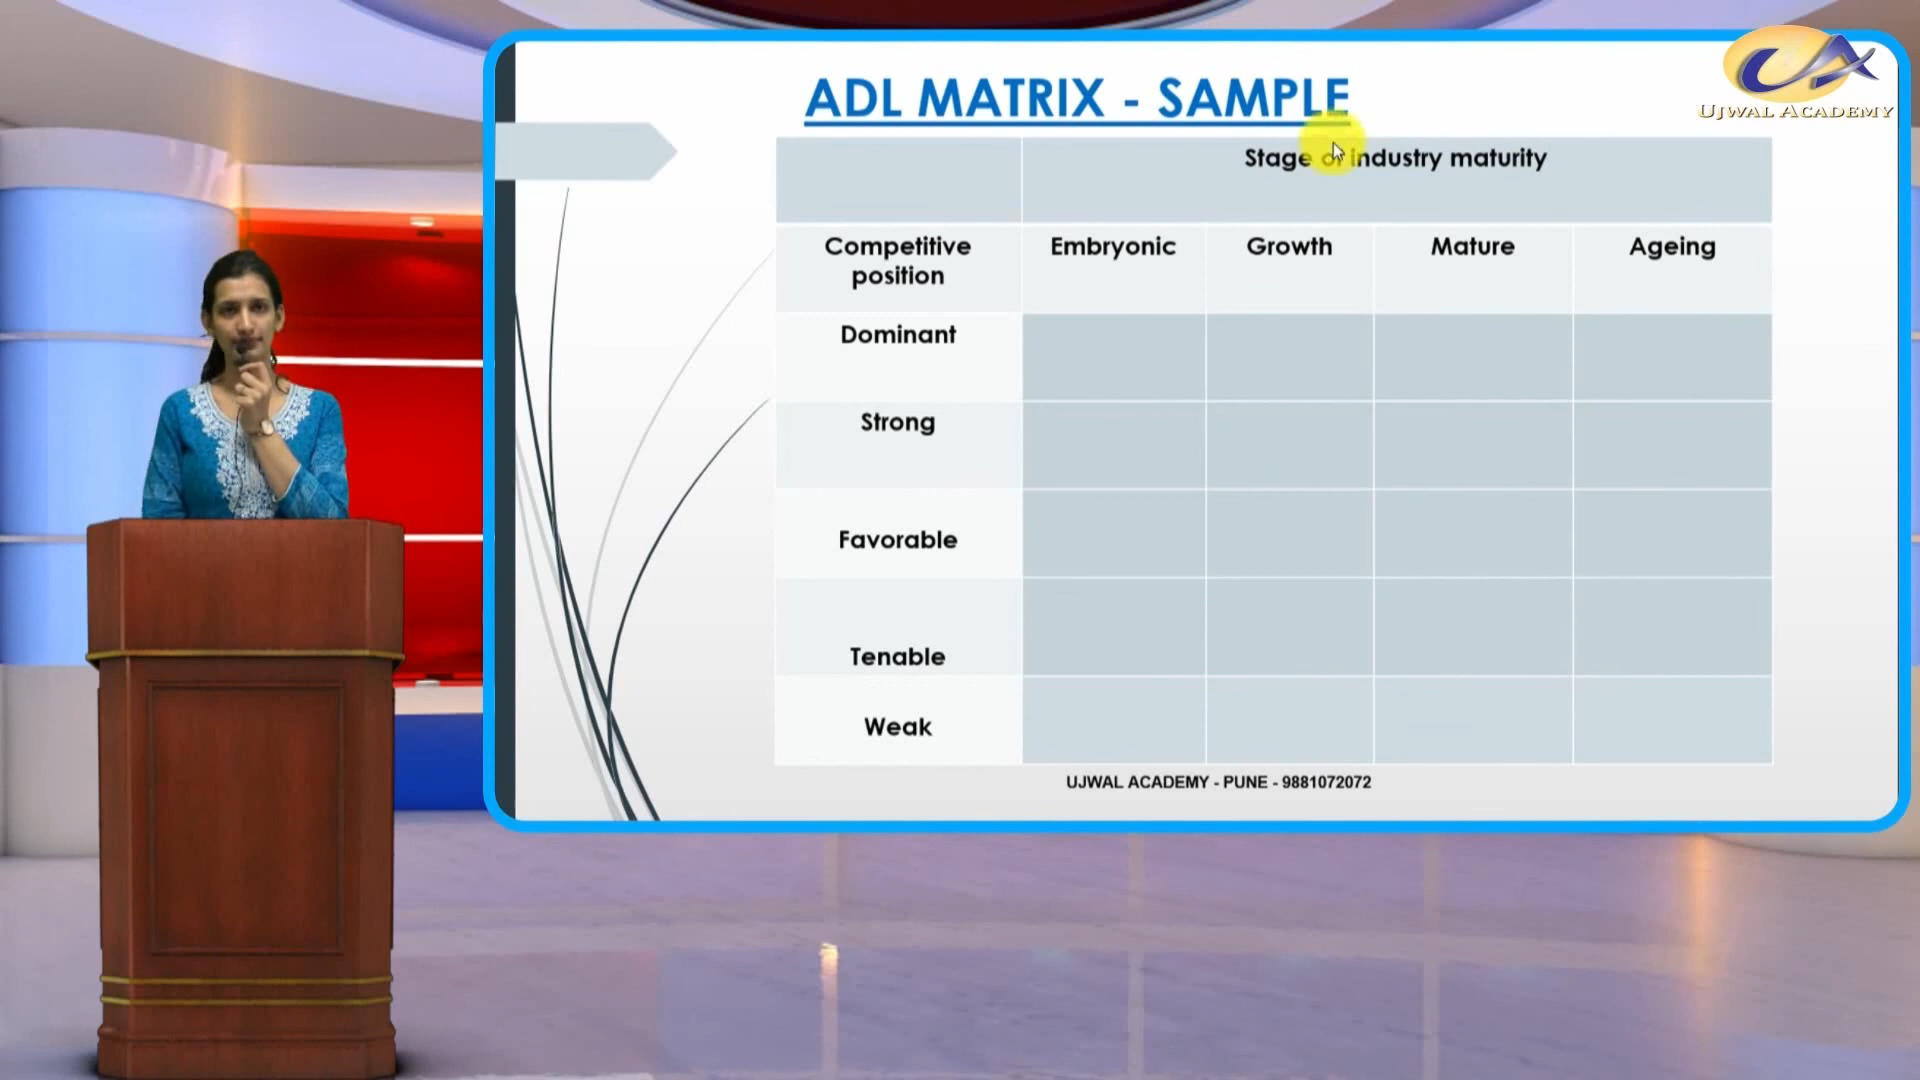 ADL MATRIX - SAMPLE
UJWAL ACADEMY
Stage of industry maturity
Competitive position
Embryonic
Growth
Mature
Ageing
Dominant
Strong
Favorable
Tenable
Weak
UJWAL ACADEMY - PUNE - 9881072072